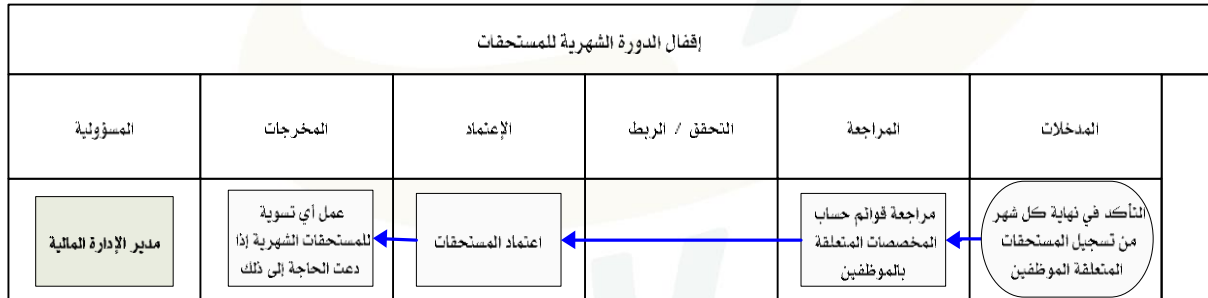 إقفال الدورة الشهرية للمستحقات
المدخلات
المراجعة
التحقق / الربط
الإعتماد
المخرجات
المسؤولية
التأكد في نهاية كل شهر
من تسجيل المستحقات
المتعلقة الموظفين
مراجعة قوائم حساب
المخصصات المتعلقة
بالموظفين
اعتماد المستحقات
عمل أي تسوية
للمستحقات الشهرية إذا
دعت الحاجة إلى ذلك
مدير الإدارة المالية